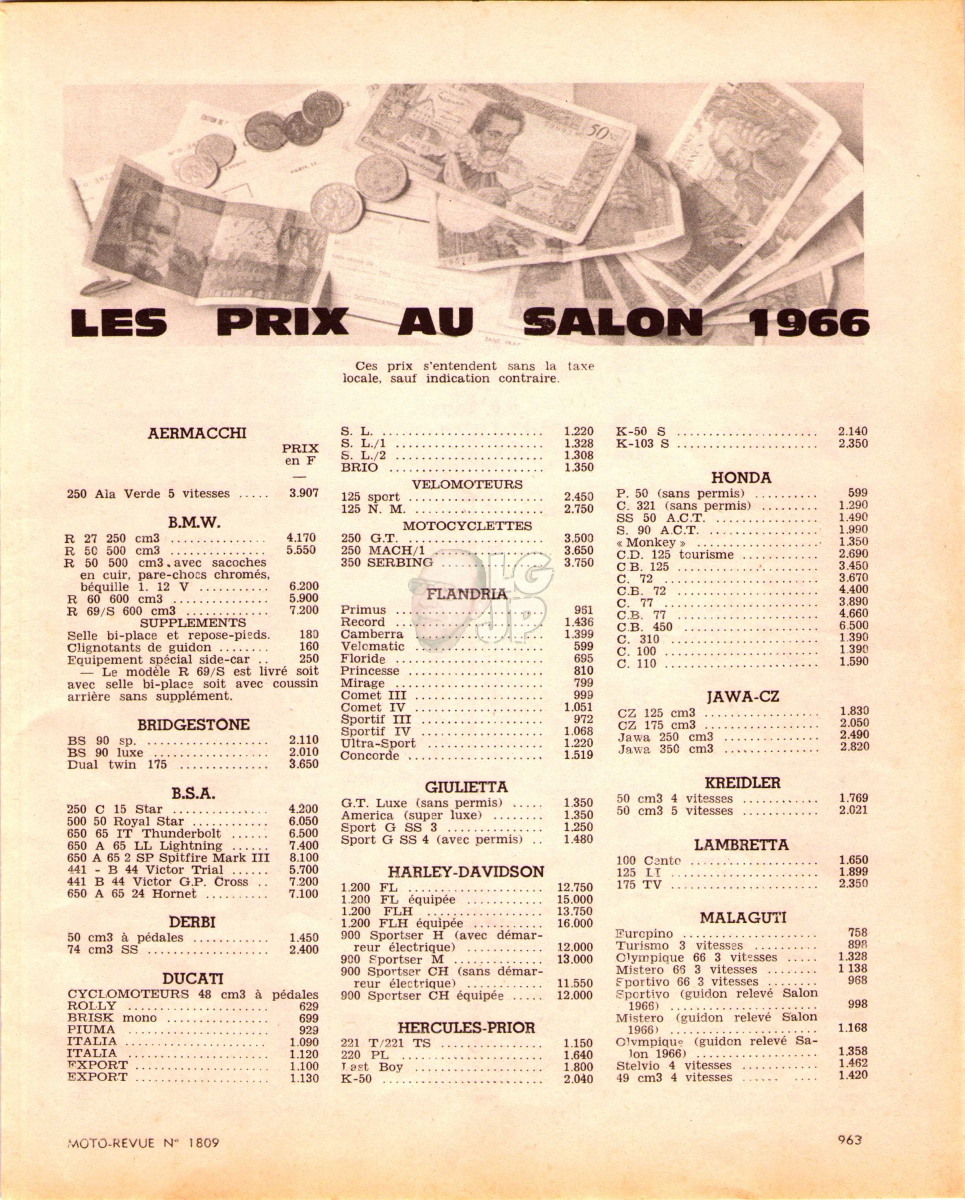 50
LES PRIX AU SALON 1966
Ces prix s'entendent sans la taxe
locale, sauf indication contraire.
AERMACCHI
PRIX
en F
—
250 Ala Verde 5 vitesses ..... 3.907
B.M.W.
R 27 250 cm3 .............. 4.170
R 50 500 cm3 .............. 5.550
R 50 500 cm3 avec sacoches
en cuir, pare-chocs chromés,
béquille 1. 12 V .......... 6.200
R 60 600 cm3 .............. 5.900
R 69/S 600 cm3 ............ 7.200
SUPPLEMENTS
Selle bi-place et repose-pieds. 180
Clignotants de guidon ........ 160
Equipement spécial side-car .. 250
— Le modèle R 69/S est livré soit
avec selle bi-place soit avec coussin
arrière sans supplément.
BRIDGESTONE
BS 90 sp. .................. 2.110
BS 90 luxe ................. 2.010
Dual twin 175 ............. 3.650
B.S.A.
250 C 15 Star .............. 4.200
500 50 Royal Star ........... 6.050
650 65 IT Thunderbolt ...... 6.500
650 A 65 LL Lightning ...... 7.400
650 A 65 2 SP Spitfire Mark III 8.100
441 - B 44 Victor Trial ...... 5.700
441 B 44 Victor G.P. Cross .. 7.200
650 A 65 24 Hornet ......... 7.100
DERBI
50 cm3 à pédales ........... 1.450
74 cm3 SS .................. 2.400
DUCATI
CYCLOMOTEURS 48 cm3 à pédales
ROLLY .................... 629
BRISK mono ................ 699
PIUMA ..................... 929
ITALIA .................... 1.090
ITALIA .................... 1.120
EXPORT ................... 1.100
EXPORT ................... 1.130
S. L. ........................ 1.220
S. L./1 ...................... 1.328
S. L./2 ...................... 1.308
BRIO ....................... 1.350
VELOMOTEURS
125 sport .................... 2.450
125 N. M. ................... 2.750
MOTOCYCLETTES
250 G.T. .................... 3.500
250 MACH/1 ................. 3.650
350 SERBING ............... 3.750
FLANDRIA
Primus ..................... 961
Record ..................... 1.436
Camberra ................... 1.399
Velomatic ................... 599
Floride ..................... 695
Princesse ................... 810
Mirage ..................... 799
Comet III ................... 999
Comet IV ................... 1.051
Sportif III .................. 972
Sportif IV .................. 1.068
Ultra-Sport ................. 1.220
Concorde ................... 1.519
GIULIETTA
G.T. Luxe (sans permis) ..... 1.350
America (super luxe) ........ 1.350
Sport G SS 3 ............... 1.250
Sport G SS 4 (avec permis) .. 1.480
HARLEY-DAVIDSON
1.200 FL .................... 12.750
1.200 FL équipée ............ 15.000
1.200 FLH .................. 13.750
1.200 FLH équipée .......... 16.000
900 Sportser H (avec démar-
reur électrique) ............ 12.000
900 Sportser M .............. 13.000
900 Sportser CH (sans démar-
reur électrique) ............ 11.550
900 Sportser CH équipée ..... 12.000
HERCULES-PRIOR
221 T/221 TS ................ 1.150
220 PL ..................... 1.640
Last Boy ................... 1.800
K-50 ....................... 2.040
K-50 S ..................... 2.140
K-103 S .................... 2.350
HONDA
P. 50 (sans permis) .......... 599
C. 321 (sans permis) ......... 1.290
SS 50 A.C.T. ................ 1.490
S. 90 A.C.T. ................ 1.990
« Monkey » ................. 1.350
C.D. 125 tourisme ........... 2.690
C.B. 125 .................... 3.450
C. 72 ...................... 3.670
C.B. 72 ..................... 4.400
C. 77 ...................... 3.890
C.B. 77 ..................... 4.660
C.B. 450 .................... 6.500
C. 310 ...................... 1.390
C. 100 ...................... 1.390
C. 110 ...................... 1.590
JAWA-CZ
CZ 125 cm3 ................. 1.830
CZ 175 cm3 ................. 2.050
Jawa 250 cm3 ............... 2.490
Jawa 350 cm3 ............... 2.820
KREIDLER
50 cm3 4 vitesses ........... 1.769
50 cm3 5 vitesses ........... 2.021
LAMBRETTA
100 Cento .................. 1.650
125 LI ..................... 1.899
175 TV ..................... 2.350
MALAGUTI
Europino ................... 758
Turismo 3 vitesses .......... 898
Olympique 66 3 vitesses ..... 1.328
Mistero 66 3 vitesses ........ 1 138
Sportivo 66 3 vitesses ........ 968
Sportivo (guidon relevé Salon
1966) ..................... 998
Mistero (guidon relevé Salon
1966) ..................... 1.168
Olympique (guidon relevé Sa-
lon 1966) ................. 1.358
Stelvio 4 vitesses ........... 1.462
49 cm3 4 vitesses ...... .... 1.420
LG
JP
MOTO-REVUE N° 1809
963